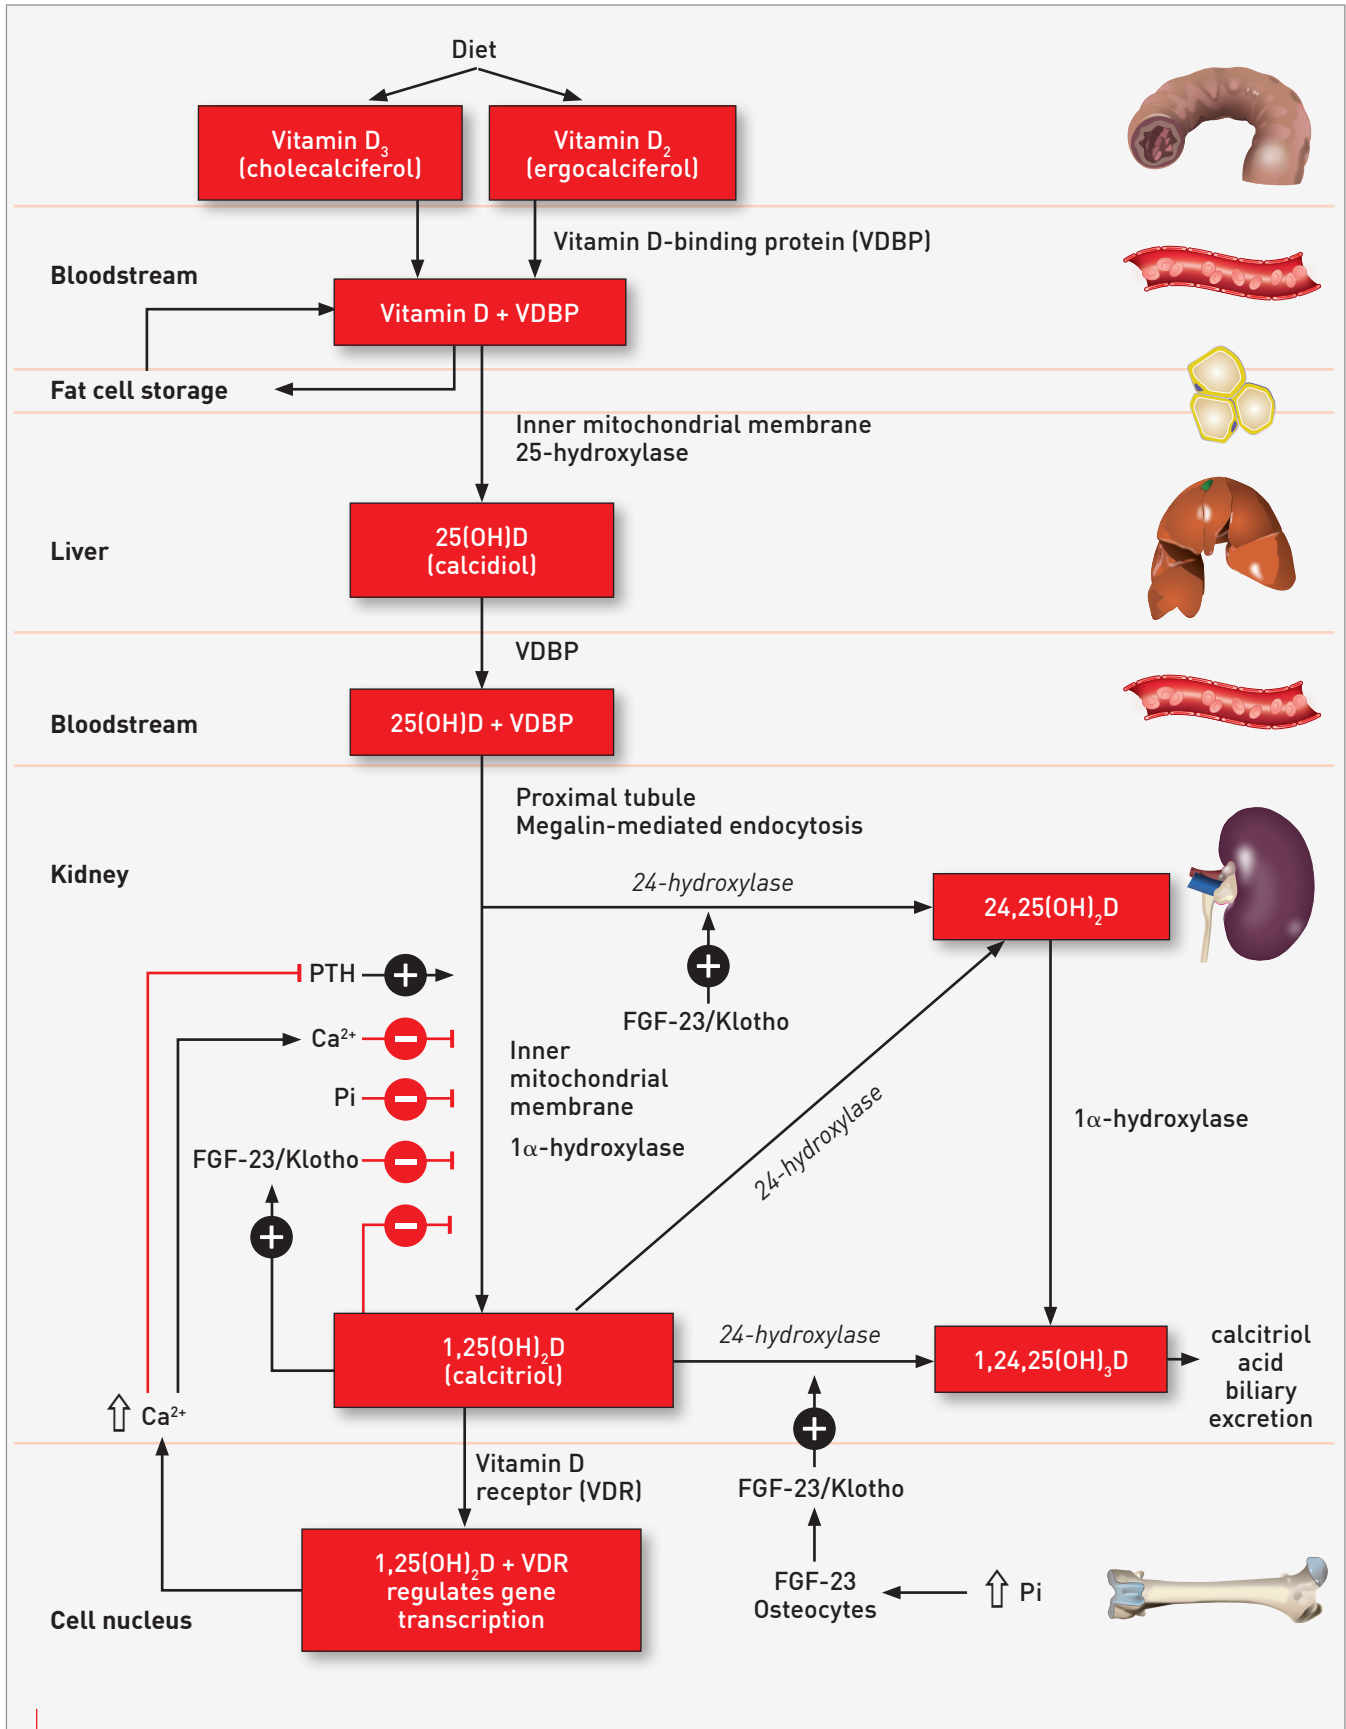 Diet
Vitamin D₃
(cholecalciferol)
Vitamin D₂
(ergocalciferol)
Vitamin D-binding protein (VDBP)
Bloodstream
Vitamin D + VDBP
Fat cell storage
Inner mitochondrial membrane
25-hydroxylase
Liver
25(OH)D
(calcidiol)
VDBP
Bloodstream
25(OH)D + VDBP
Proximal tubule
Megalin-mediated endocytosis
Kidney
24-hydroxylase
24,25(OH)₂D
PTH
+
+
FGF-23/Klotho
Ca²⁺
−
Inner
mitochondrial
membrane
1α-hydroxylase
Pi
−
24-hydroxylase
1α-hydroxylase
FGF-23/Klotho
−
+
−
1,25(OH)₂D
(calcitriol)
24-hydroxylase
1,24,25(OH)₃D
calcitriol
acid
biliary
excretion
⇧ Ca²⁺
+
Vitamin D
receptor (VDR)
FGF-23/Klotho
1,25(OH)₂D + VDR
regulates gene
transcription
FGF-23
Osteocytes
⇧ Pi
Cell nucleus